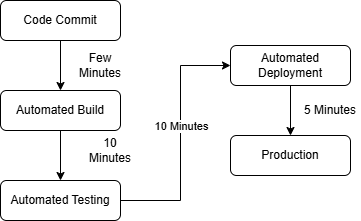 Code Commit
Few
Minutes
Automated Build
10
Minutes
Automated Testing
10 Minutes
Automated
Deployment
5 Minutes
Production